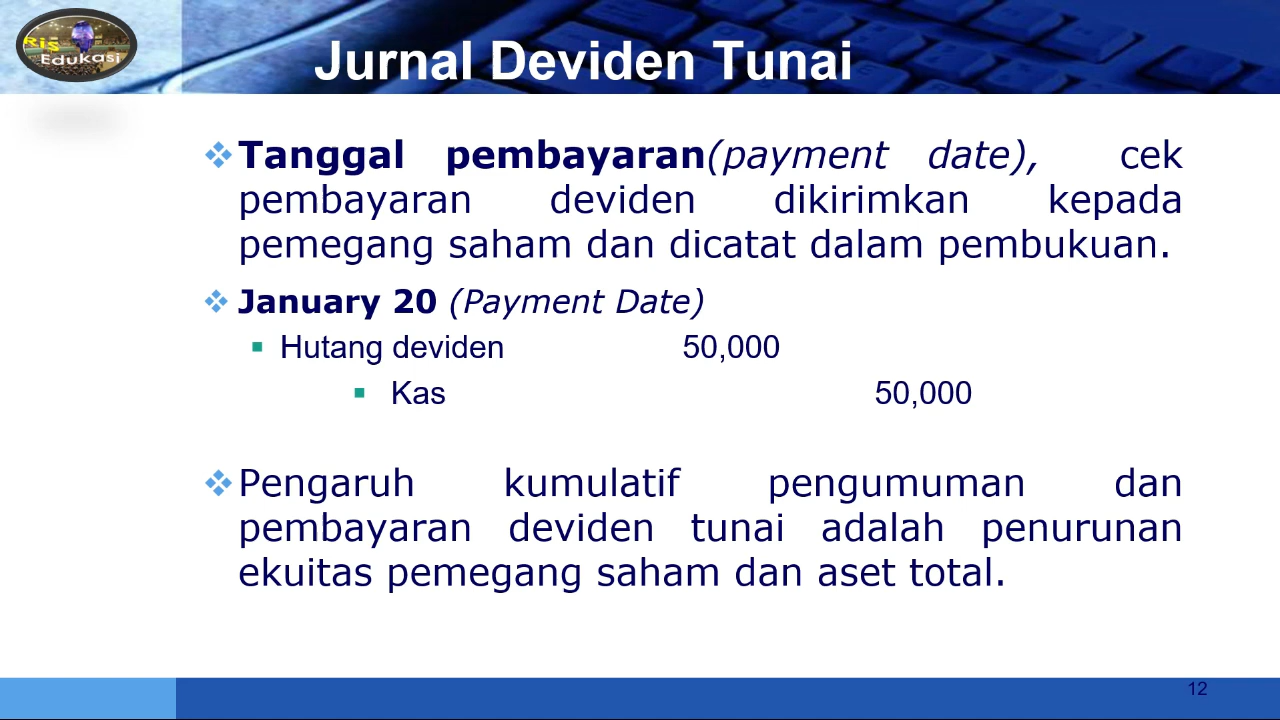 Ris
Edukasi
Jurnal Deviden Tunai
Tanggal pembayaran(payment date), cek
pembayaran deviden dikirimkan kepada
pemegang saham dan dicatat dalam pembukuan.
January 20 (Payment Date)
Hutang deviden 50,000
Kas 50,000
Pengaruh kumulatif pengumuman dan
pembayaran deviden tunai adalah penurunan
ekuitas pemegang saham dan aset total.
12